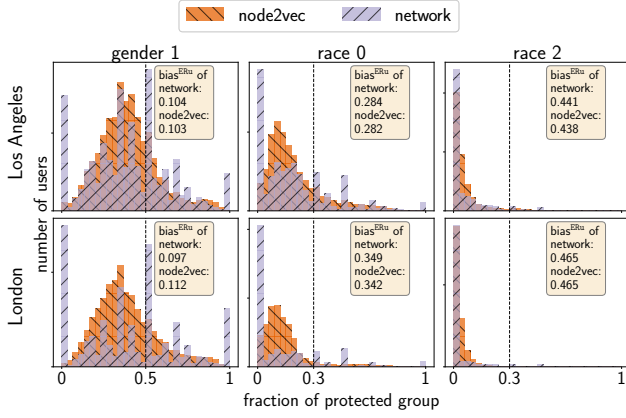 node2vec network
gender 1 race 0 race 2
Los Angeles
London
number of users
bias^ERu of
network:
0.104
node2vec:
0.103
bias^ERu of
network:
0.284
node2vec:
0.282
bias^ERu of
network:
0.441
node2vec:
0.438
bias^ERu of
network:
0.097
node2vec:
0.112
bias^ERu of
network:
0.349
node2vec:
0.342
bias^ERu of
network:
0.465
node2vec:
0.465
0 0.5 1 0 0.3 1 0 0.3 1
fraction of protected group